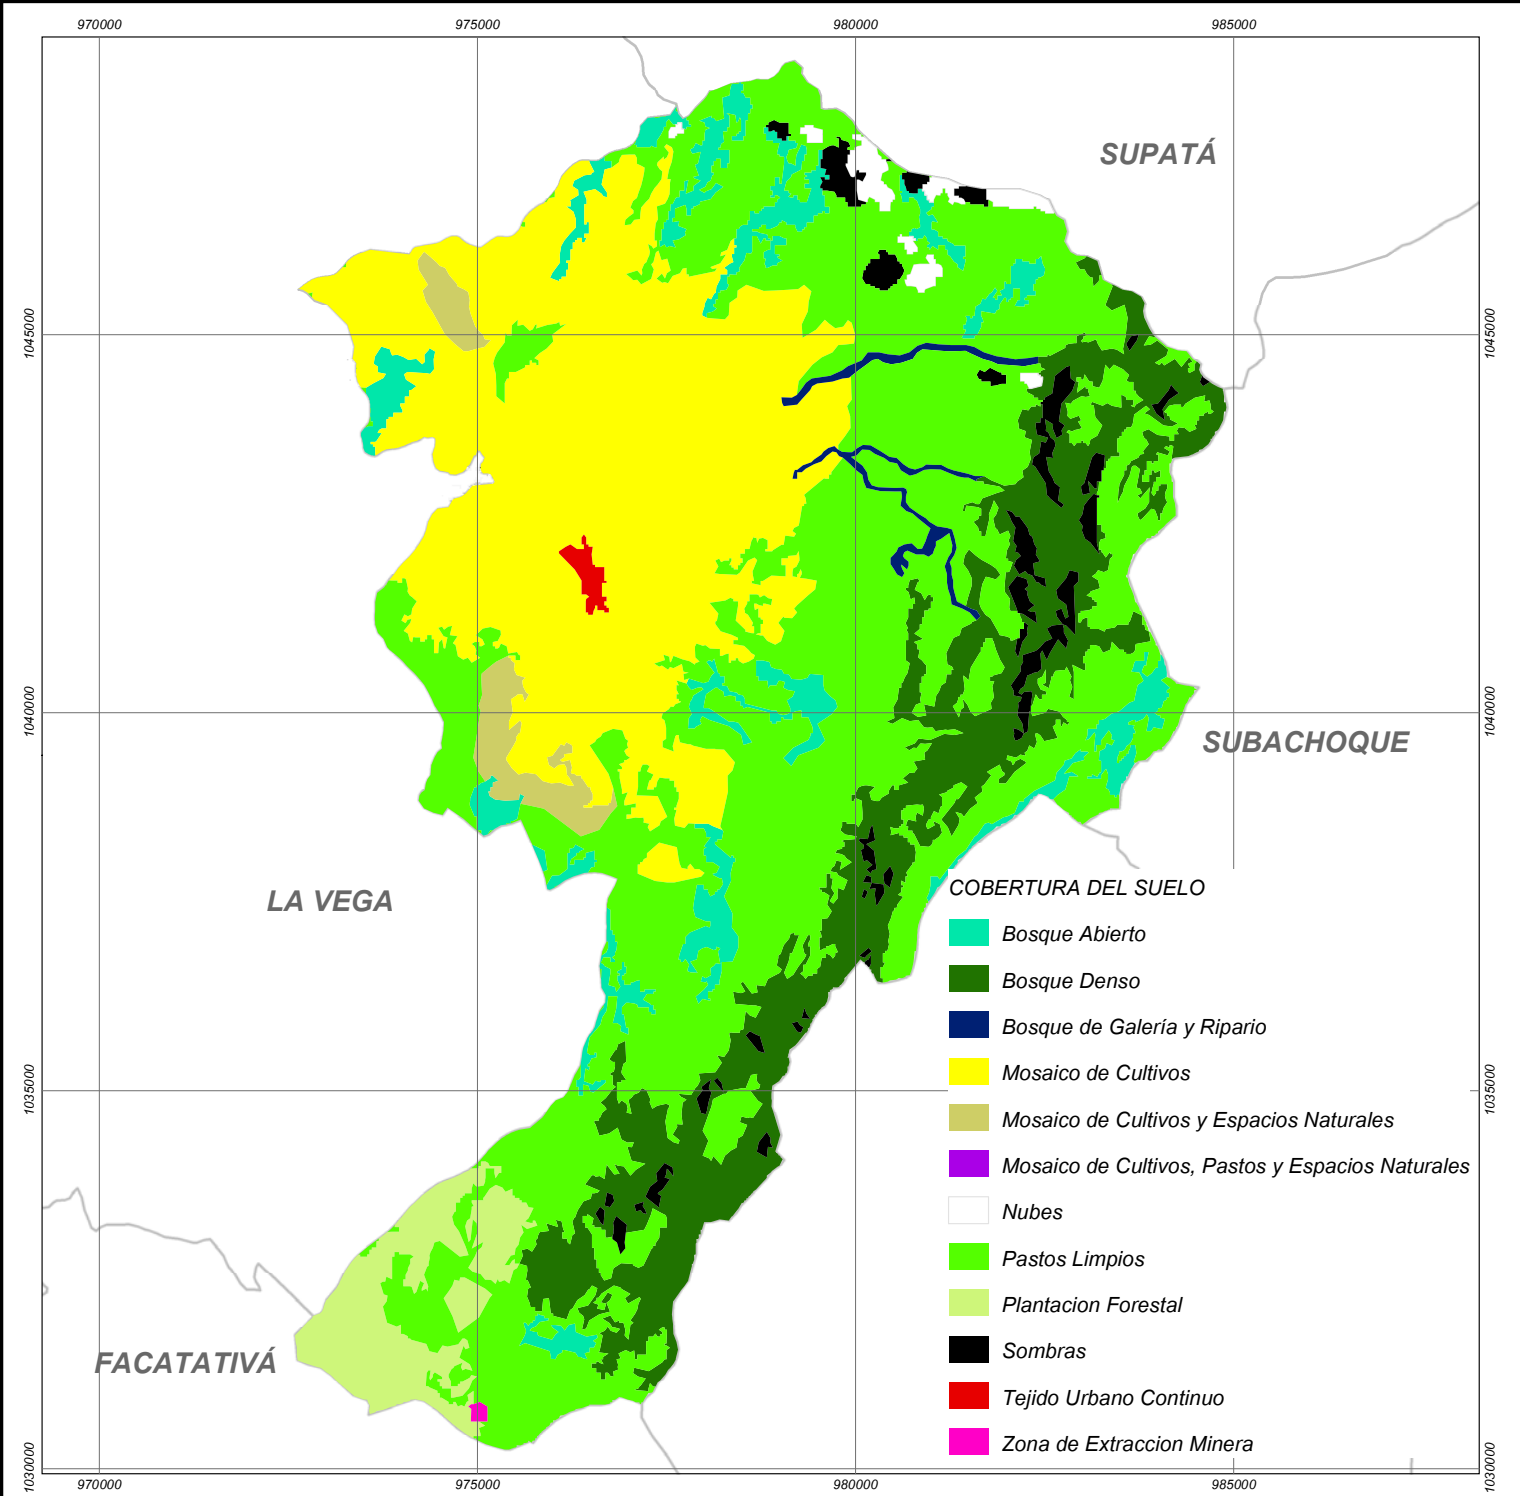 970000 975000 980000 985000
SUPATÁ
1045000 1045000
1040000 1040000
SUBACHOQUE
LA VEGA
COBERTURA DEL SUELO
Bosque Abierto
Bosque Denso
Bosque de Galería y Ripario
Mosaico de Cultivos
1035000 1035000
Mosaico de Cultivos y Espacios Naturales
Mosaico de Cultivos, Pastos y Espacios Naturales
Nubes
Pastos Limpios
Plantacion Forestal
Sombras
FACATATIVÁ
Tejido Urbano Continuo
Zona de Extraccion Minera
1030000 1030000
970000 975000 980000 985000